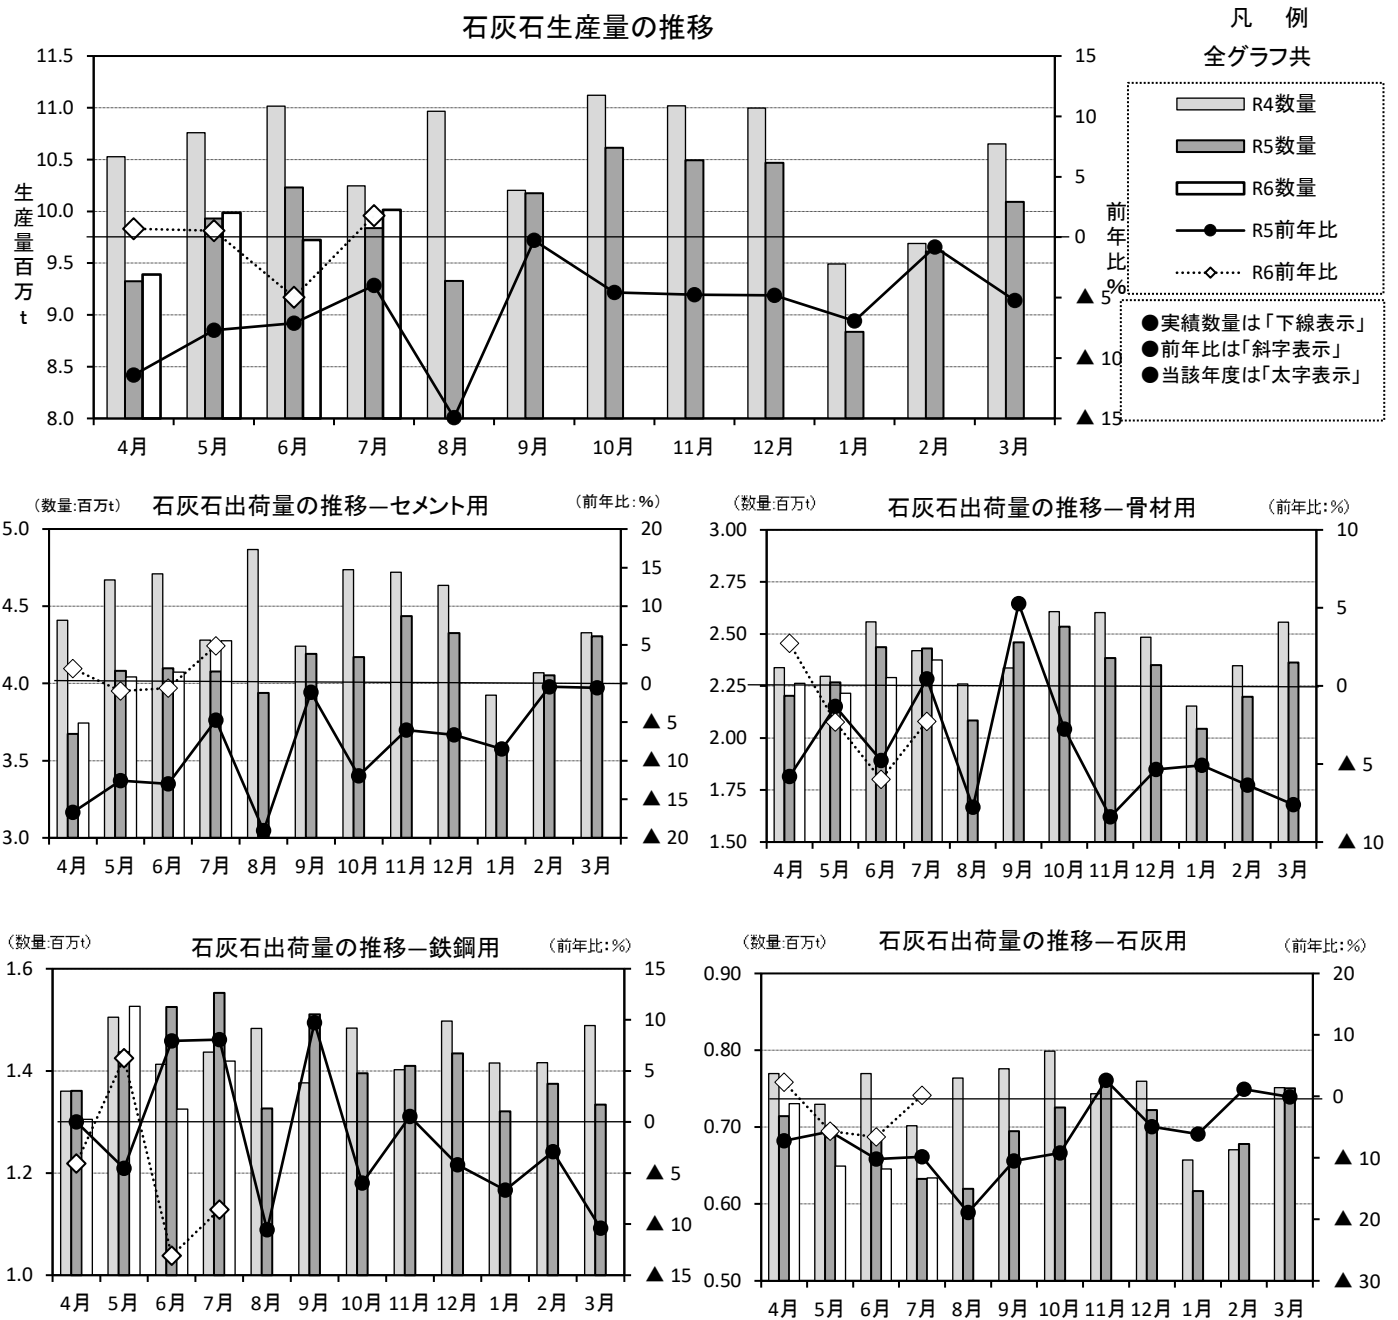 石灰石生産量の推移
凡 例
全グラフ共
R4数量
R5数量
R6数量
R5前年比
R6前年比
●実績数量は「下線表示」
●前年比は「斜字表示」
●当該年度は「太字表示」
生産量百万t
前年比%
11.5
11.0
10.5
10.0
9.5
9.0
8.5
8.0
15
10
5
0
▲ 5
▲ 10
▲ 15
4月 5月 6月 7月 8月 9月 10月 11月 12月 1月 2月 3月
(数量:百万t) 石灰石出荷量の推移―セメント用 (前年比:%)
5.0
4.5
4.0
3.5
3.0
20
15
10
5
0
▲ 5
▲ 10
▲ 15
▲ 20
4月 5月 6月 7月 8月 9月 10月 11月 12月 1月 2月 3月
(数量:百万t) 石灰石出荷量の推移―骨材用 (前年比:%)
3.00
2.75
2.50
2.25
2.00
1.75
1.50
10
5
0
▲ 5
▲ 10
4月 5月 6月 7月 8月 9月 10月 11月 12月 1月 2月 3月
(数量:百万t) 石灰石出荷量の推移―鉄鋼用 (前年比:%)
1.6
1.4
1.2
1.0
15
10
5
0
▲ 5
▲ 10
▲ 15
4月 5月 6月 7月 8月 9月 10月 11月 12月 1月 2月 3月
(数量:百万t) 石灰石出荷量の推移―石灰用 (前年比:%)
0.90
0.80
0.70
0.60
0.50
20
10
0
▲ 10
▲ 20
▲ 30
4月 5月 6月 7月 8月 9月 10月 11月 12月 1月 2月 3月